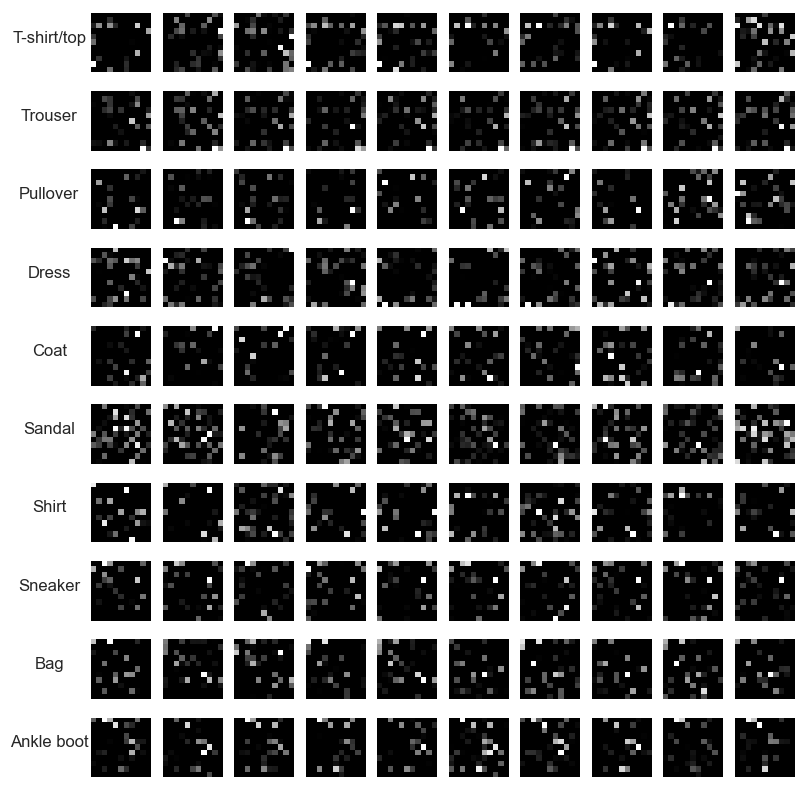 T-shirt/top
Trouser
Pullover
Dress
Coat
Sandal
Shirt
Sneaker
Bag
Ankle boot